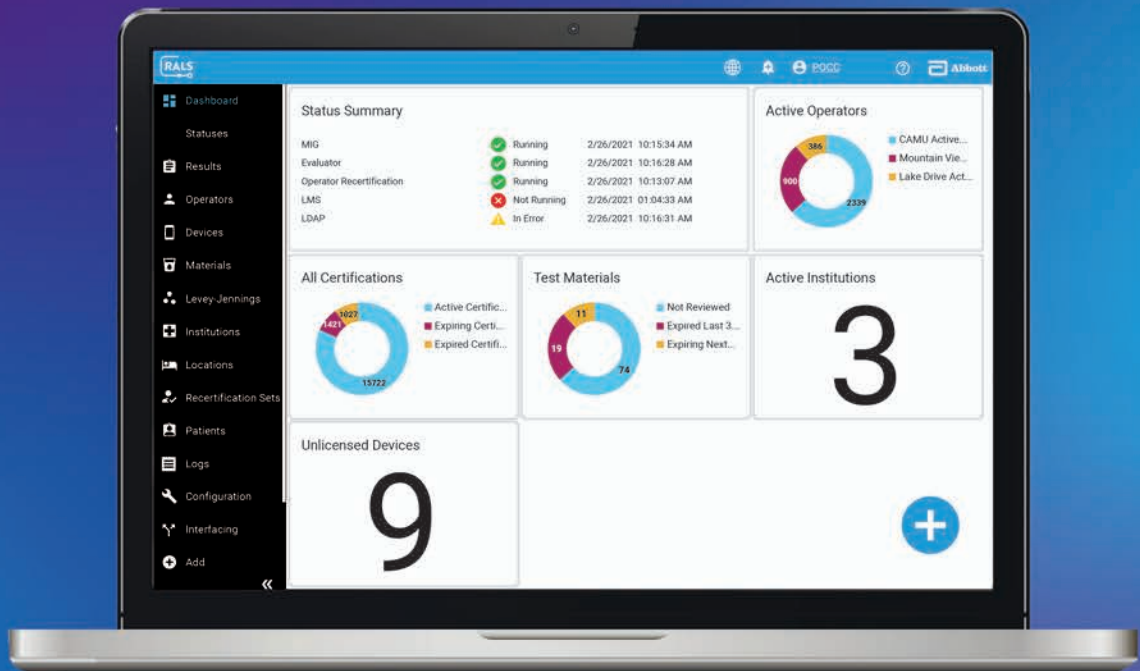 RALS
POCC
Abbott
Dashboard
Statuses
Results
Operators
Devices
Materials
Levey-Jennings
Institutions
Locations
Recertification Sets
Patients
Logs
Configuration
Interfacing
Add
Status Summary
MIG Running 2/26/2021 10:15:34 AM
Evaluator Running 2/26/2021 10:16:28 AM
Operator Recertification Running 2/26/2021 10:13:07 AM
LMS Not Running 2/26/2021 01:04:33 AM
LDAP In Error 2/26/2021 10:16:31 AM
Active Operators
386
900
2339
CAMU Active...
Mountain Vie...
Lake Drive Act...
All Certifications
1027
1421
15722
Active Certific...
Expiring Certi...
Expired Certifi...
Test Materials
11
19
74
Not Reviewed
Expired Last 3...
Expiring Next...
Active Institutions
3
Unlicensed Devices
9